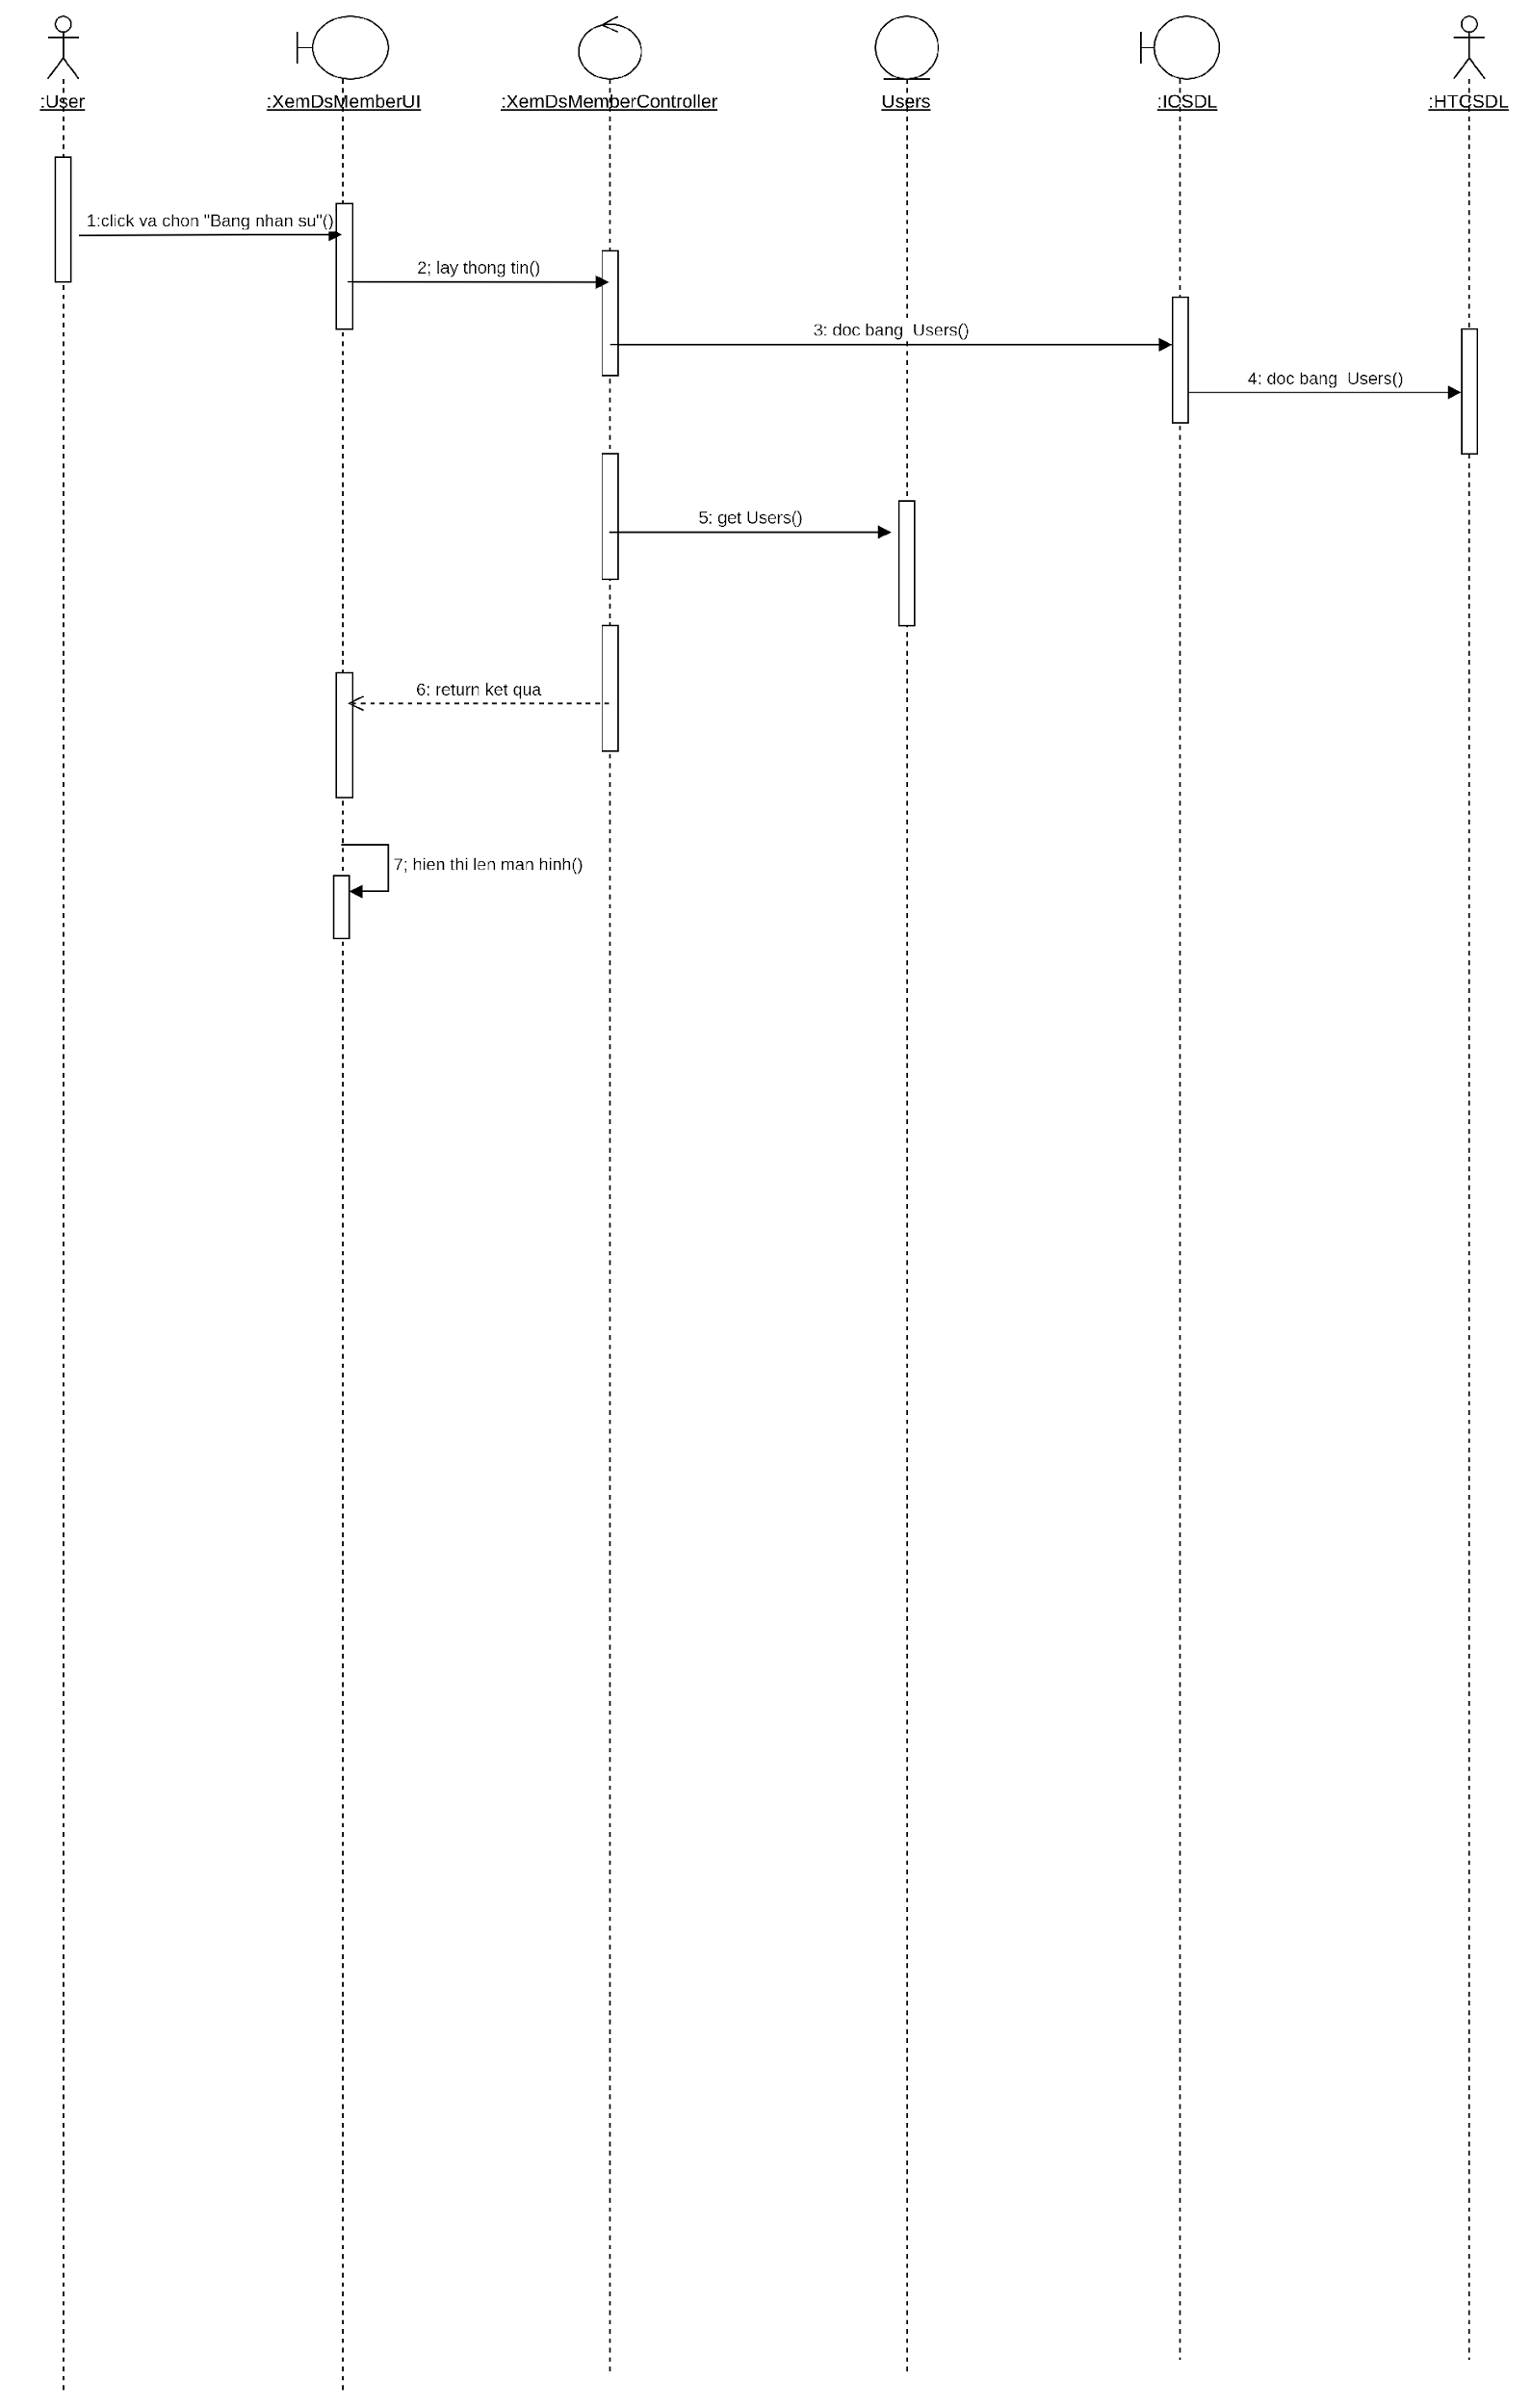 :User
:XemDsMemberUI
:XemDsMemberController
Users
:ICSDL
:HTCSDL
1:click va chon "Bang nhan su"()
2; lay thong tin()
3: doc bang  Users()
4: doc bang  Users()
5: get Users()
6: return ket qua
7; hien thi len man hinh()